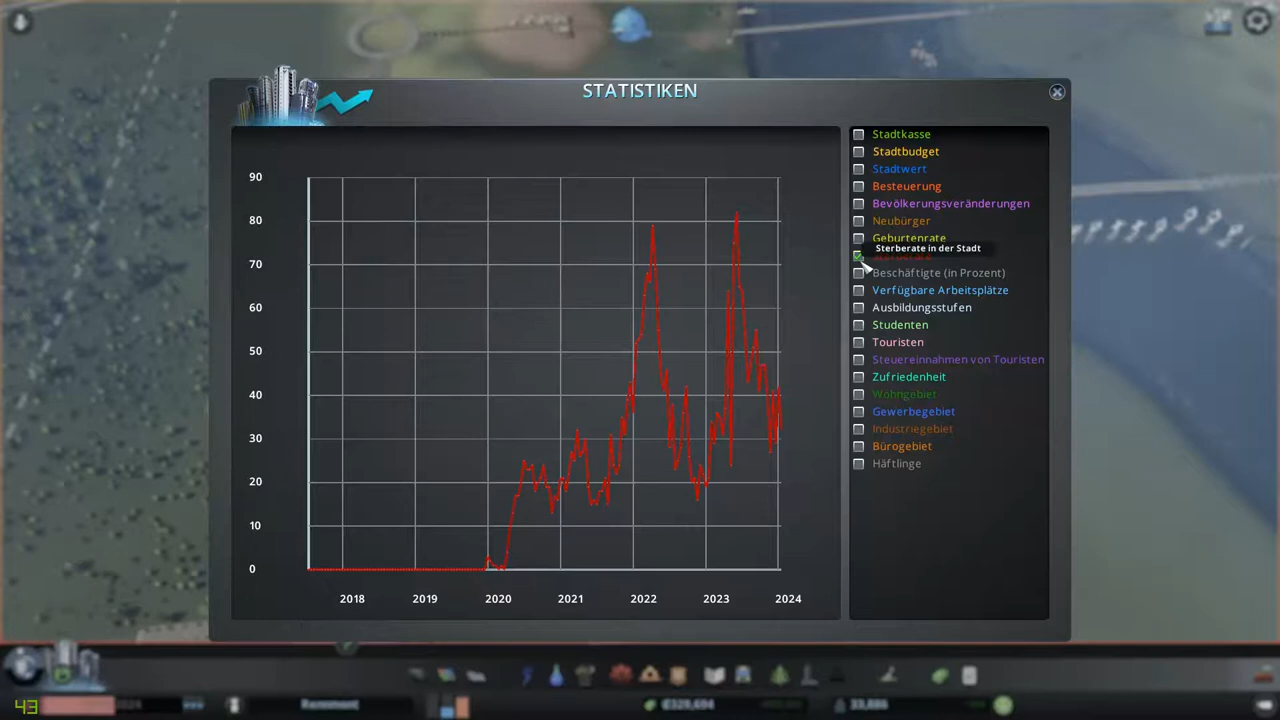 STATISTIKEN
90
80
70
60
50
40
30
20
10
0
2018 2019 2020 2021 2022 2023 2024
Stadtkasse
Stadtbudget
Stadtwert
Besteuerung
Bevölkerungsveränderungen
Neubürger
Geburtenrate
Sterberate in der Stadt
Beschäftigte (in Prozent)
Verfügbare Arbeitsplätze
Ausbildungsstufen
Studenten
Touristen
Steuereinnahmen von Touristen
Zufriedenheit
Wohngebiet
Gewerbegebiet
Industriegebiet
Bürogebiet
Häftlinge
43